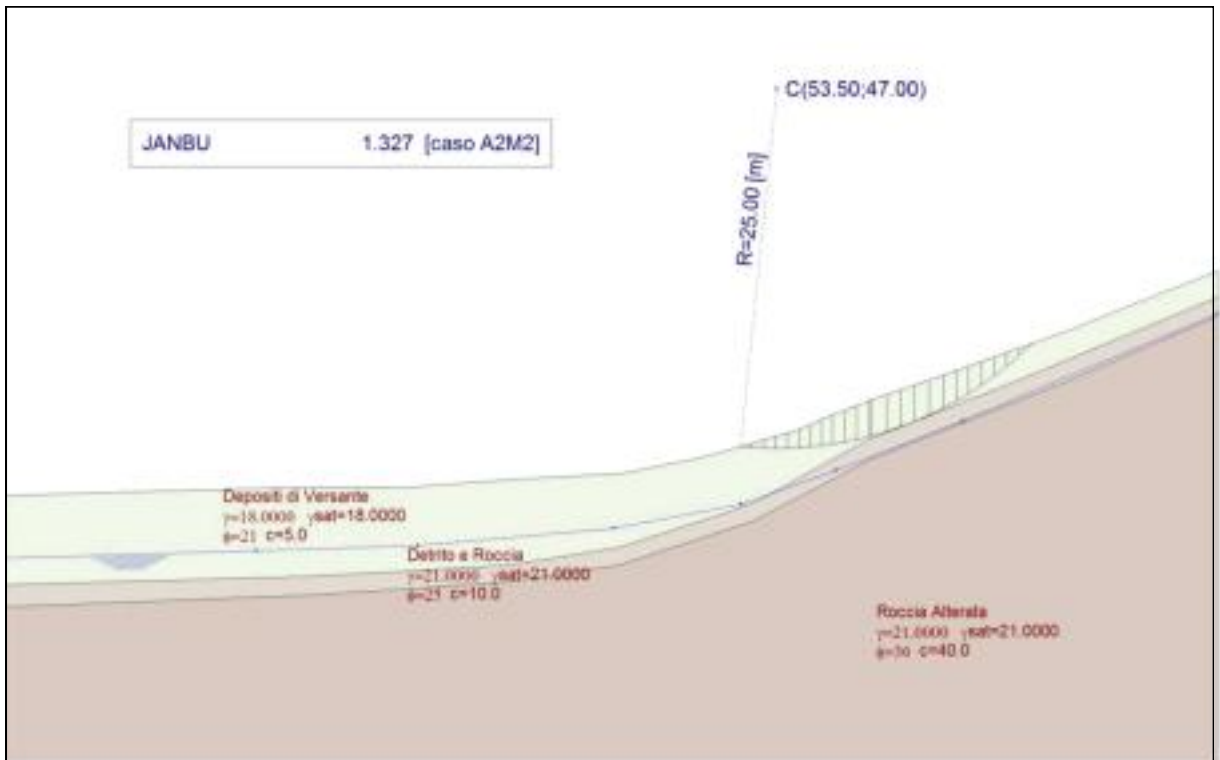 C(53.50;47.00)
JANBU 1.327 [caso A2M2]
R=25.00 [m]
Depositi di Versante
γ=18.0000 γsat=18.0000
φ=21 c=5.0
Detrito e Roccia
γ=21.0000 γsat=21.0000
φ=25 c=10.0
Roccia Alterata
γ=21.0000 γsat=21.0000
φ=30 c=40.0